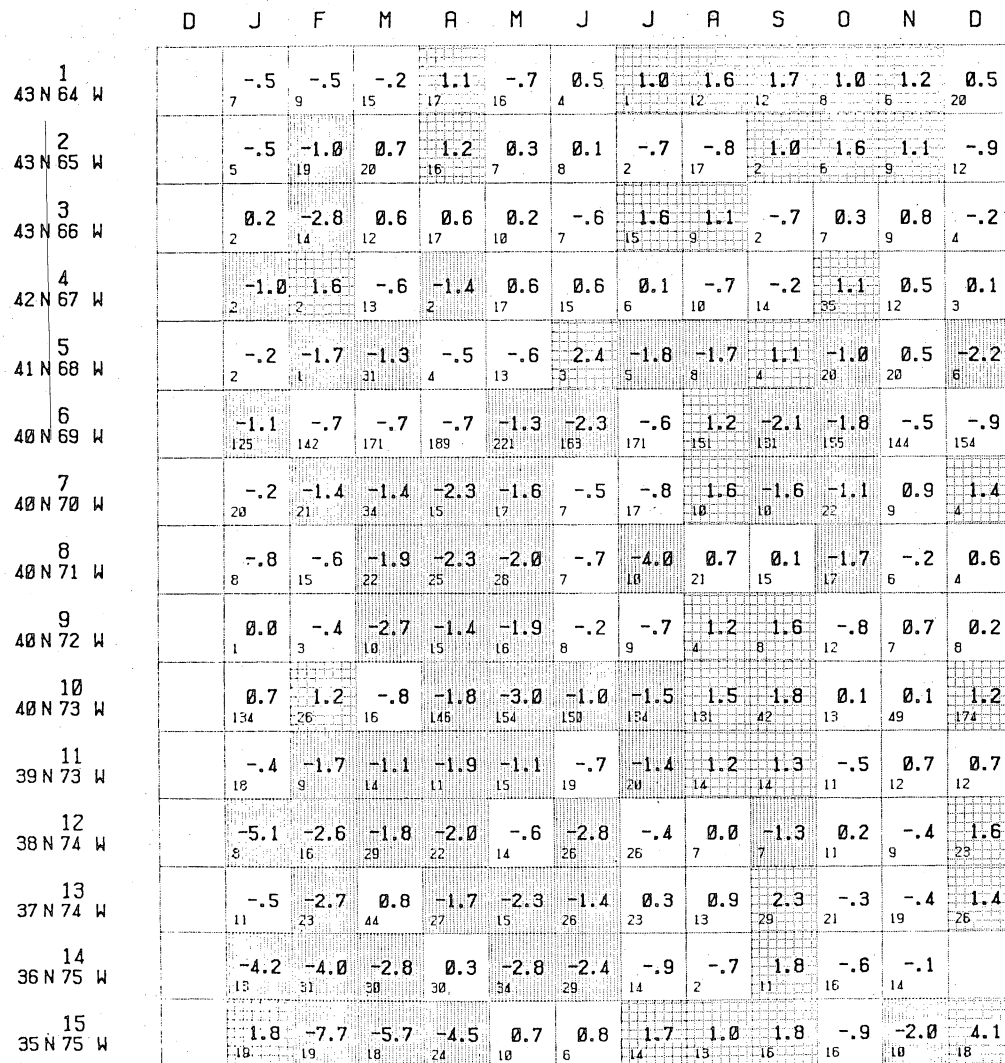 D J F M A M J J A S O N D
1 -.5 -.5 -.2 1.1 -.7 0.5 1.0 1.6 1.7 1.0 1.2 0.5
43 N 64 W 7 9 15 17 16 4 1 12 12 8 6 20
2 -.5 -1.0 0.7 1.2 0.3 0.1 -.7 -.8 1.0 1.6 1.1 -.9
43 N 65 W 5 19 20 16 7 8 2 17 2 6 9 12
3 0.2 -2.8 0.6 0.6 0.2 -.6 1.6 1.1 -.7 0.3 0.8 -.2
43 N 66 W 2 14 12 17 10 7 15 9 2 7 9 4
4 -1.0 1.6 -.6 -1.4 0.6 0.6 0.1 -.7 -.2 1.1 0.5 0.1
42 N 67 W 2 2 13 2 17 15 6 10 14 35 12 3
5 -.2 -1.7 -1.3 -.5 -.6 2.4 -1.8 -1.7 1.1 -1.0 0.5 -2.2
41 N 68 W 2 1 31 4 13 3 5 8 4 20 20 6
6 -1.1 -.7 -.7 -.7 -1.3 -2.3 -.6 1.2 -2.1 -1.8 -.5 -.9
40 N 69 W 125 142 171 189 221 163 171 151 131 155 144 154
7 -.2 -1.4 -1.4 -2.3 -1.6 -.5 -.8 1.6 -1.6 -1.1 0.9 1.4
40 N 70 W 20 21 34 15 17 7 17 10 10 22 9 4
8 -.8 -.6 -1.9 -2.3 -2.0 -.7 -4.0 0.7 0.1 -1.7 -.2 0.6
40 N 71 W 8 15 22 25 28 7 10 21 15 17 6 4
9 0.0 -.4 -2.7 -1.4 -1.9 -.2 -.7 1.2 1.6 -.8 0.7 0.2
40 N 72 W 1 3 10 15 16 8 9 4 8 12 7 8
10 0.7 1.2 -.8 -1.8 -3.0 -1.0 -1.5 1.5 1.8 0.1 0.1 1.2
40 N 73 W 134 26 16 146 154 150 134 131 42 13 49 174
11 -.4 -1.7 -1.1 -1.9 -1.1 -.7 -1.4 1.2 1.3 -.5 0.7 0.7
39 N 73 W 18 9 14 11 15 19 20 14 14 11 12 12
12 -5.1 -2.6 -1.8 -2.0 -.6 -2.8 -.4 0.0 -1.3 0.2 -.4 1.6
38 N 74 W 8 16 29 22 14 26 26 7 7 11 9 23
13 -.5 -2.7 0.8 -1.7 -2.3 -1.4 0.3 0.9 2.3 -.3 -.4 1.4
37 N 74 W 11 23 44 27 15 26 23 13 29 21 19 26
14 -4.2 -4.0 -2.8 0.3 -2.8 -2.4 -.9 -.7 1.8 -.6 -.1
36 N 75 W 13 31 30 30 34 29 14 2 11 16 14
15 1.8 -7.7 -5.7 -4.5 0.7 0.8 1.7 1.0 1.8 -.9 -2.0 4.1
35 N 75 W 19 19 18 24 10 6 14 13 16 16 10 18